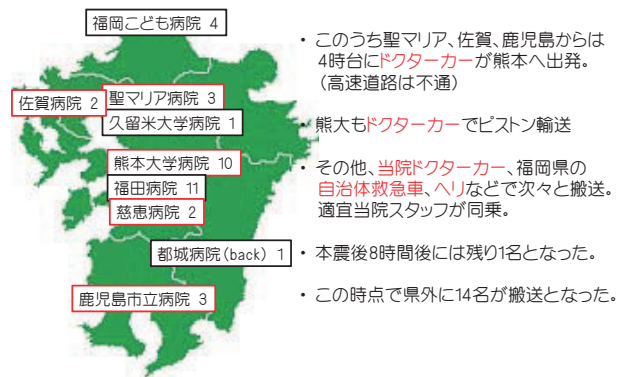 福岡こども病院 4
佐賀病院 2
聖マリア病院 3
久留米大学病院 1
熊本大学病院 10
福田病院 11
慈恵病院 2
都城病院(back) 1
鹿児島市立病院 3
・ このうち聖マリア、佐賀、鹿児島からは
4時台にドクターカーが熊本へ出発。
(高速道路は不通)
・ 熊大もドクターカーでピストン輸送
・ その他、当院ドクターカー、福岡県の
自治体救急車、ヘリなどで次々と搬送。
適宜当院スタッフが同乗。
・ 本震後8時間後には残り1名となった。
・ この時点で県外に14名が搬送となった。